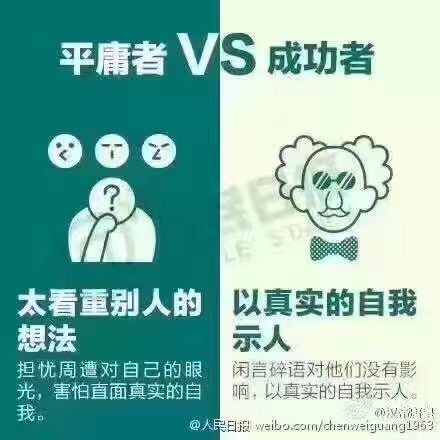 平庸者 VS 成功者
?
太看重别人的
想法
担忧周遭对自己的眼
光，害怕直面真实的自
我。
以真实的自我
示人
闲言碎语对他们没有影
响，以真实的自我示人。
@人民日报 weibo.com/chenweiguang1963